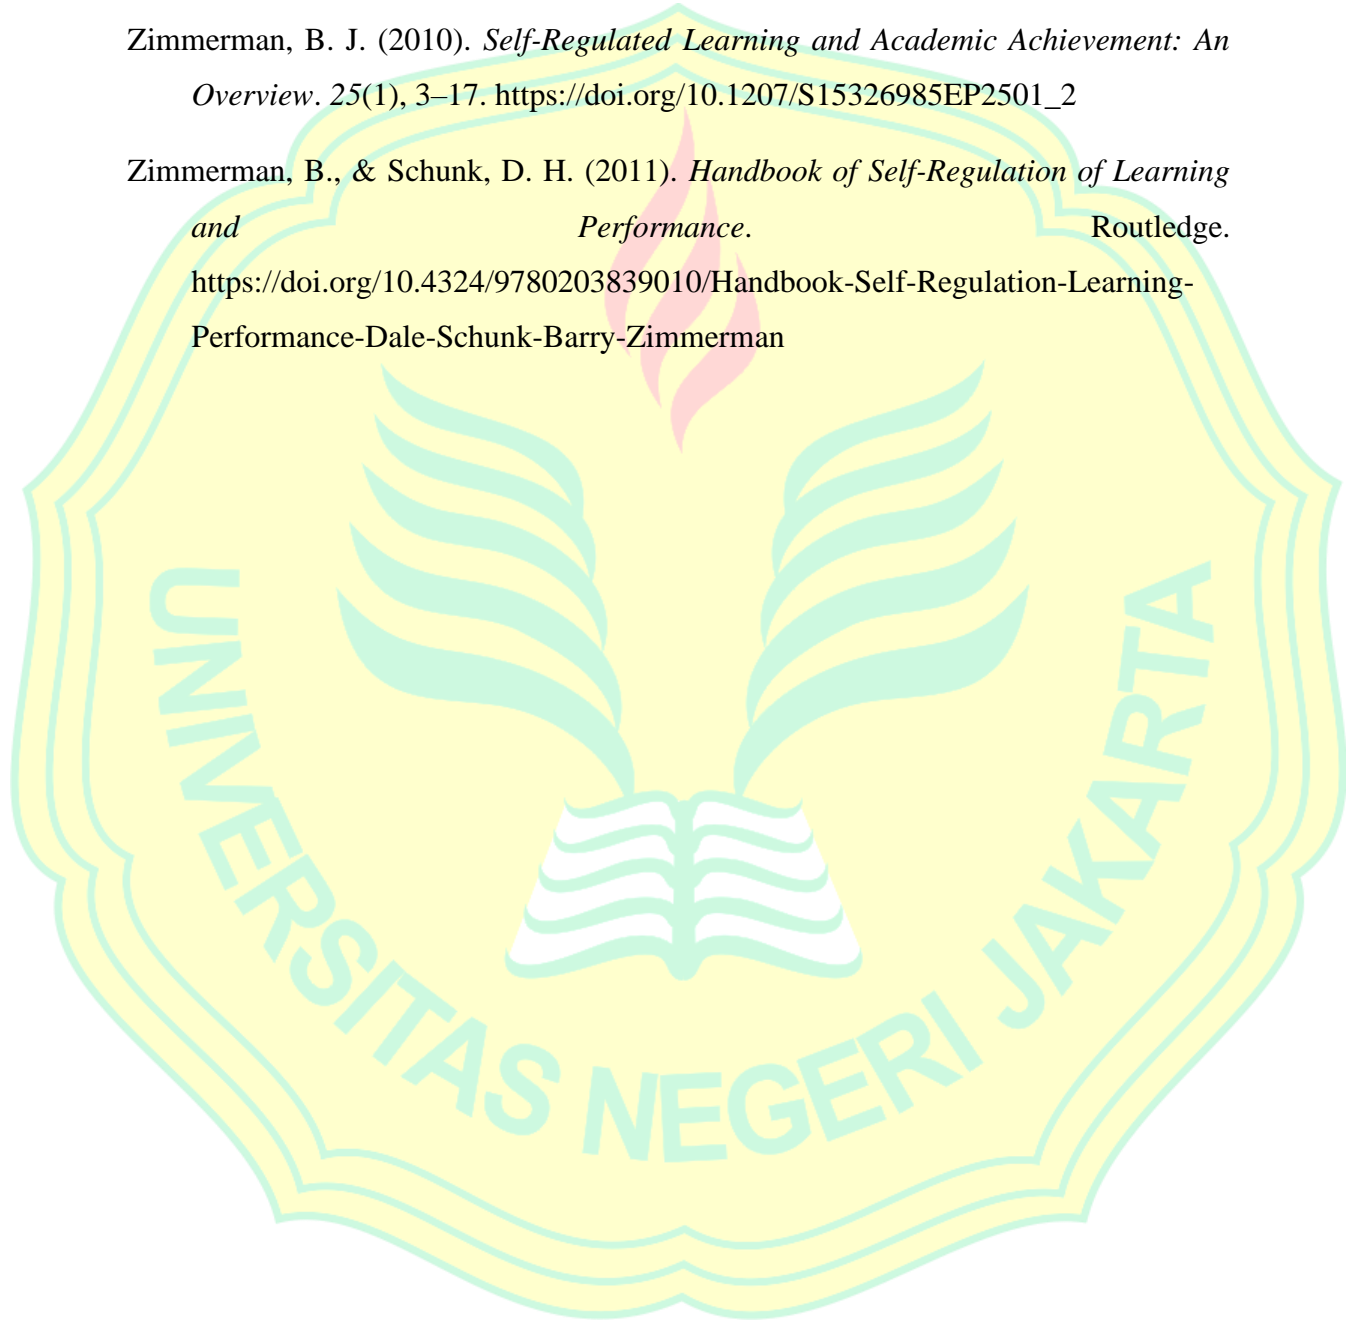 Zimmerman, B. J. (2010). Self-Regulated Learning and Academic Achievement: An
Overview. 25(1), 3–17. https://doi.org/10.1207/S15326985EP2501_2
Zimmerman, B., & Schunk, D. H. (2011). Handbook of Self-Regulation of Learning
and Performance. Routledge.
https://doi.org/10.4324/9780203839010/Handbook-Self-Regulation-Learning-
Performance-Dale-Schunk-Barry-Zimmerman
UNIVERSITAS NEGERI JAKARTA